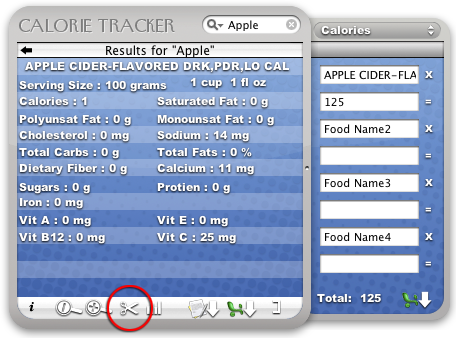 CALORIE TRACKER
Apple
Results for "Apple"
APPLE CIDER-FLAVORED DRK,PDR,LO CAL
Serving Size : 100 grams 1 cup 1 fl oz
Calories : 1 Saturated Fat : 0 g
Polyunsat Fat : 0 g Monounsat Fat : 0 g
Cholesterol : 0 mg Sodium : 14 mg
Total Carbs : 0 g Total Fats : 0 %
Dietary Fiber : 0 g Calcium : 11 mg
Sugars : 0 g Protien : 0 g
Iron : 0 mg
Vit A : 0 mg Vit E : 0 mg
Vit B12 : 0 mg Vit C : 25 mg
i
Calories
APPLE CIDER-FLA x
125 =
Food Name2 x
=
Food Name3 x
=
Food Name4 x
=
Total: 125